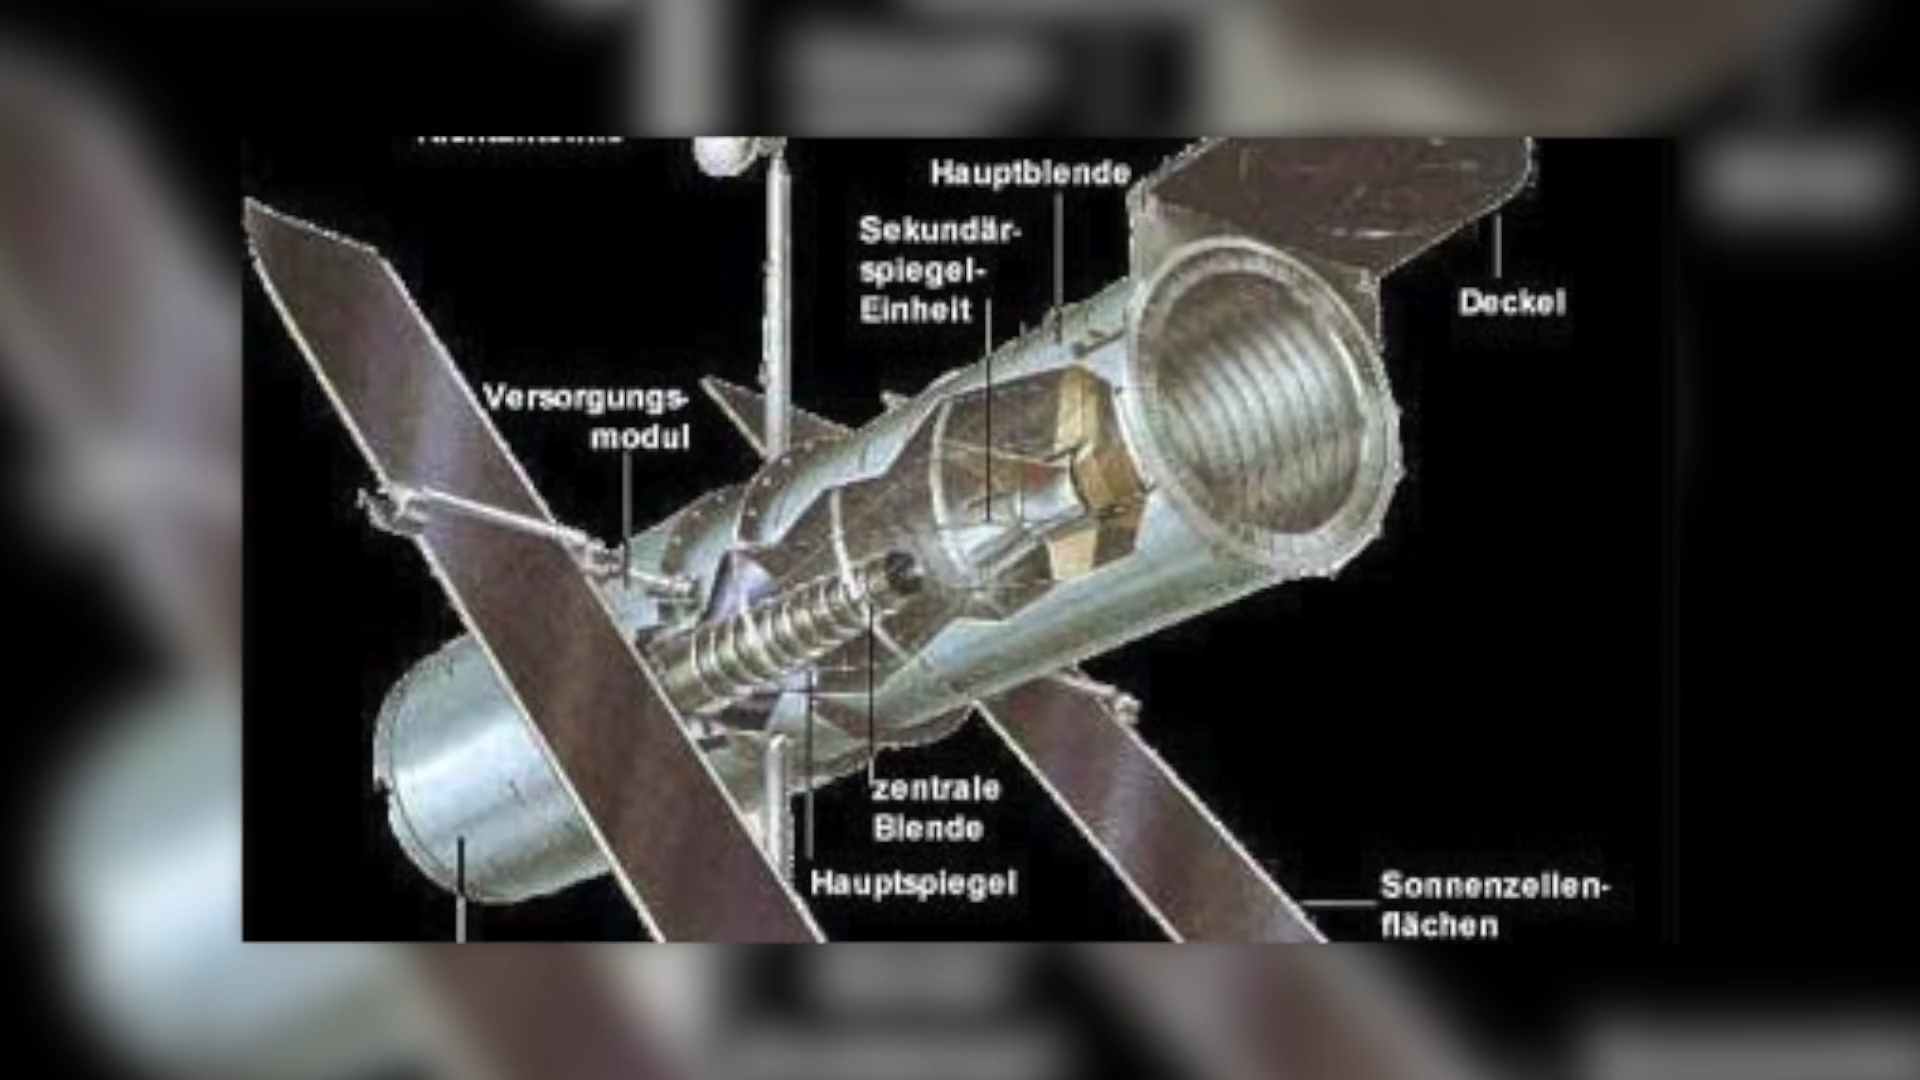 Hauptblende
Sekundär-
spiegel-
Einheit
Deckel
Versorgungs-
modul
zentrale
Blende
Hauptspiegel
Sonnenzellen-
flächen